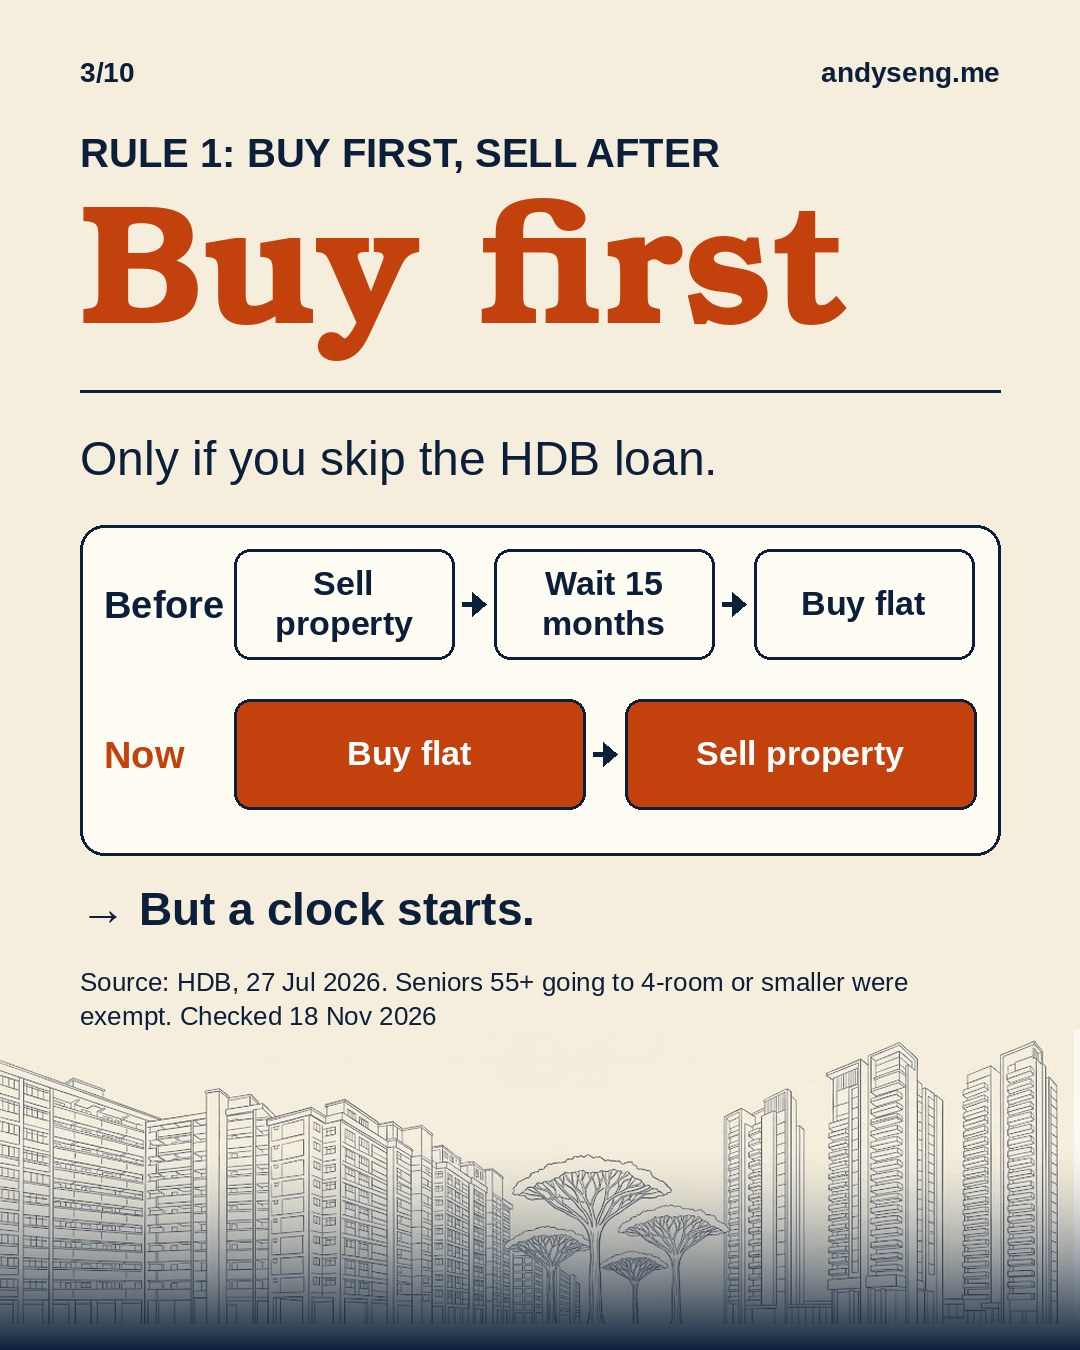 3/10
andyseng.me
RULE 1: BUY FIRST, SELL AFTER
Buy first
Only if you skip the HDB loan.
Before
Sell
property
Wait 15
months
Buy flat
Now
Buy flat
Sell property
→ But a clock starts.
Source: HDB, 27 Jul 2026. Seniors 55+ going to 4-room or smaller were
exempt. Checked 18 Nov 2026